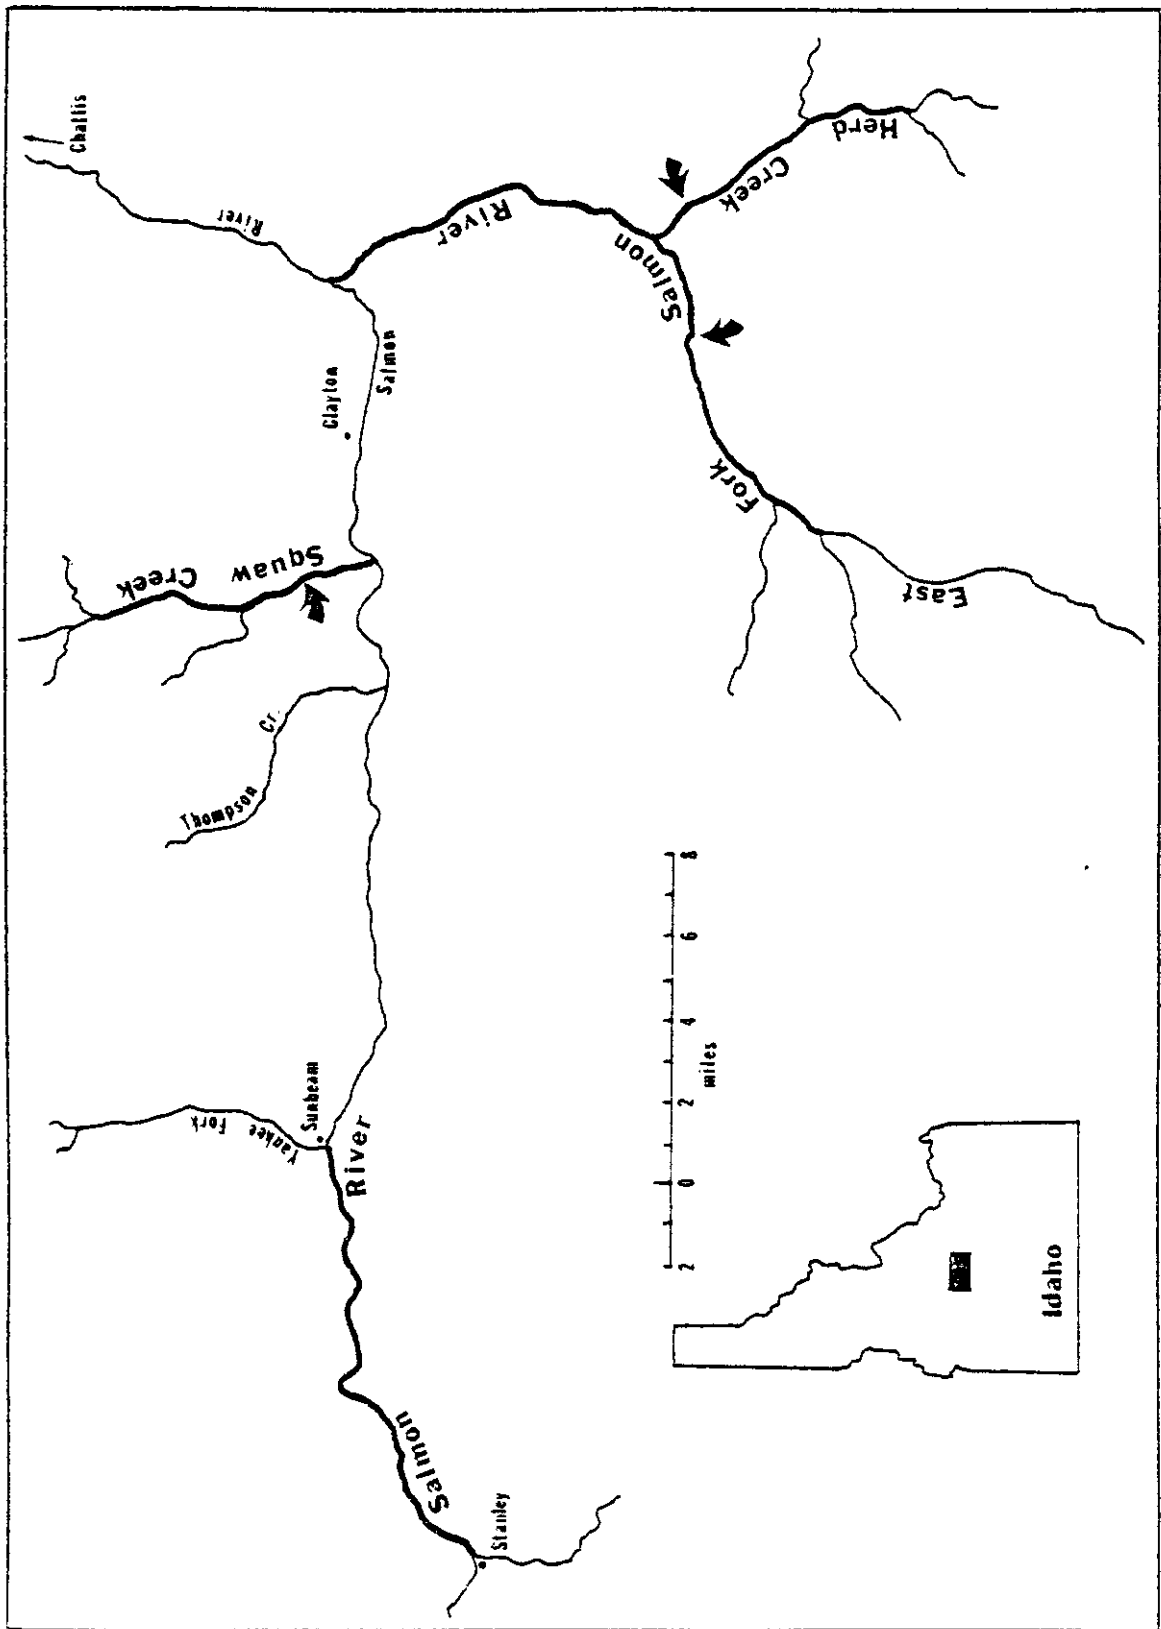 Challis
River
Clayton
Salmon
Squaw
Creek
Thompson
Cr.
Yankee
Fork
Sunbeam
River
Salmon
Stanley
East
Fork
Salmon
River
Herd
Creek
2 0 2 4 6 8
miles
Idaho